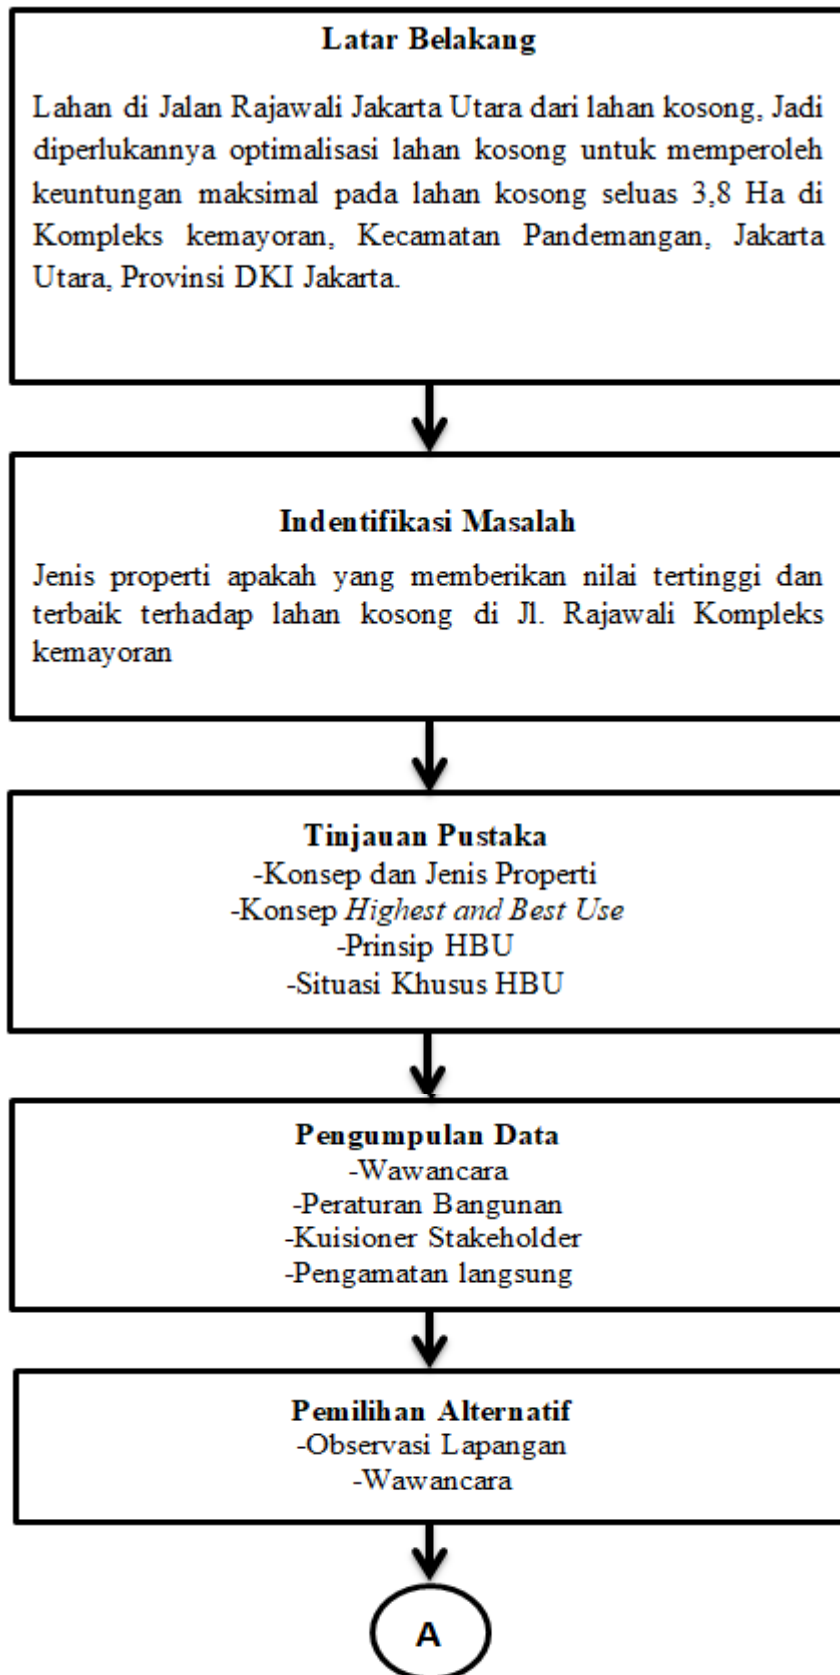 Latar Belakang
Lahan di Jalan Rajawali Jakarta Utara dari lahan kosong, Jadi
diperlukannya optimalisasi lahan kosong untuk memperoleh
keuntungan maksimal pada lahan kosong seluas 3,8 Ha di
Kompleks kemayoran, Kecamatan Pandemangan, Jakarta
Utara, Provinsi DKI Jakarta.
Indentifikasi Masalah
Jenis properti apakah yang memberikan nilai tertinggi dan
terbaik terhadap lahan kosong di Jl. Rajawali Kompleks
kemayoran
Tinjauan Pustaka
-Konsep dan Jenis Properti
-Konsep Highest and Best Use
-Prinsip HBU
-Situasi Khusus HBU
Pengumpulan Data
-Wawancara
-Peraturan Bangunan
-Kuisioner Stakeholder
-Pengamatan langsung
Pemilihan Alternatif
-Observasi Lapangan
-Wawancara
A